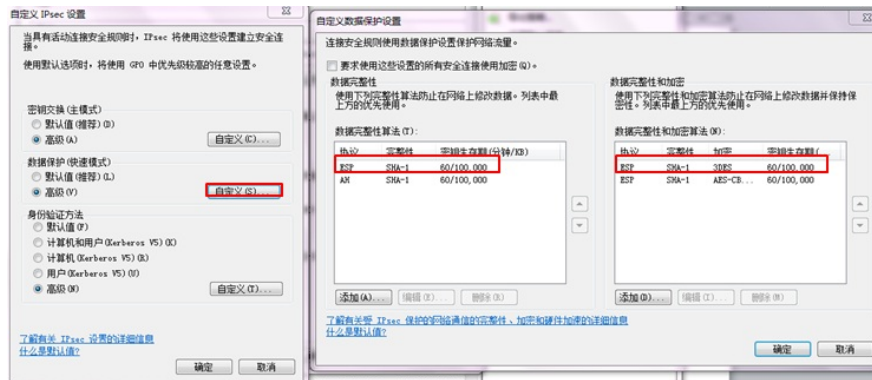 自定义 IPsec 设置
当具有活动连接安全规则时，IPsec 将使用这些设置建立安全连
接。
使用默认选项时，将使用 GPO 中优先级较高的任意设置。
密钥交换(主模式)
默认值(推荐)(D)
高级(A)
自定义(C)...
数据保护(快速模式)
默认值(推荐)(L)
高级(V)
自定义(S)...
身份验证方法
默认值(F)
计算机和用户(Kerberos V5)(K)
计算机(Kerberos V5)(R)
用户(Kerberos V5)(U)
高级(N)
自定义(T)...
了解有关 IPsec 设置的详细信息
什么是默认值?
确定
取消
自定义数据保护设置
连接安全规则使用数据保护设置保护网络流量。
要求使用这些设置的所有安全连接使用加密(Q)。
数据完整性
使用下列完整性算法防止在网络上修改数据。列表中最
上方的优先使用。
数据完整性算法(T):
协议 完整性 密钥生存期(分钟/KB)
ESP SHA-1 60/100,000
AH SHA-1 60/100,000
添加(A)...
编辑(E)...
删除(R)
数据完整性和加密
使用下列完整性和加密算法防止在网络上修改数据并保持保
密性。列表中最上方的优先使用。
数据完整性和加密算法(N):
协议 完整性 加密 密钥生存期(
ESP SHA-1 3DES 60/100,000
ESP SHA-1 AES-CB... 60/100,000
添加(D)...
编辑(I)...
删除(M)
了解有关受 IPsec 保护的网络通信的完整性、加密和硬件加速的详细信息
什么是默认值?
确定
取消